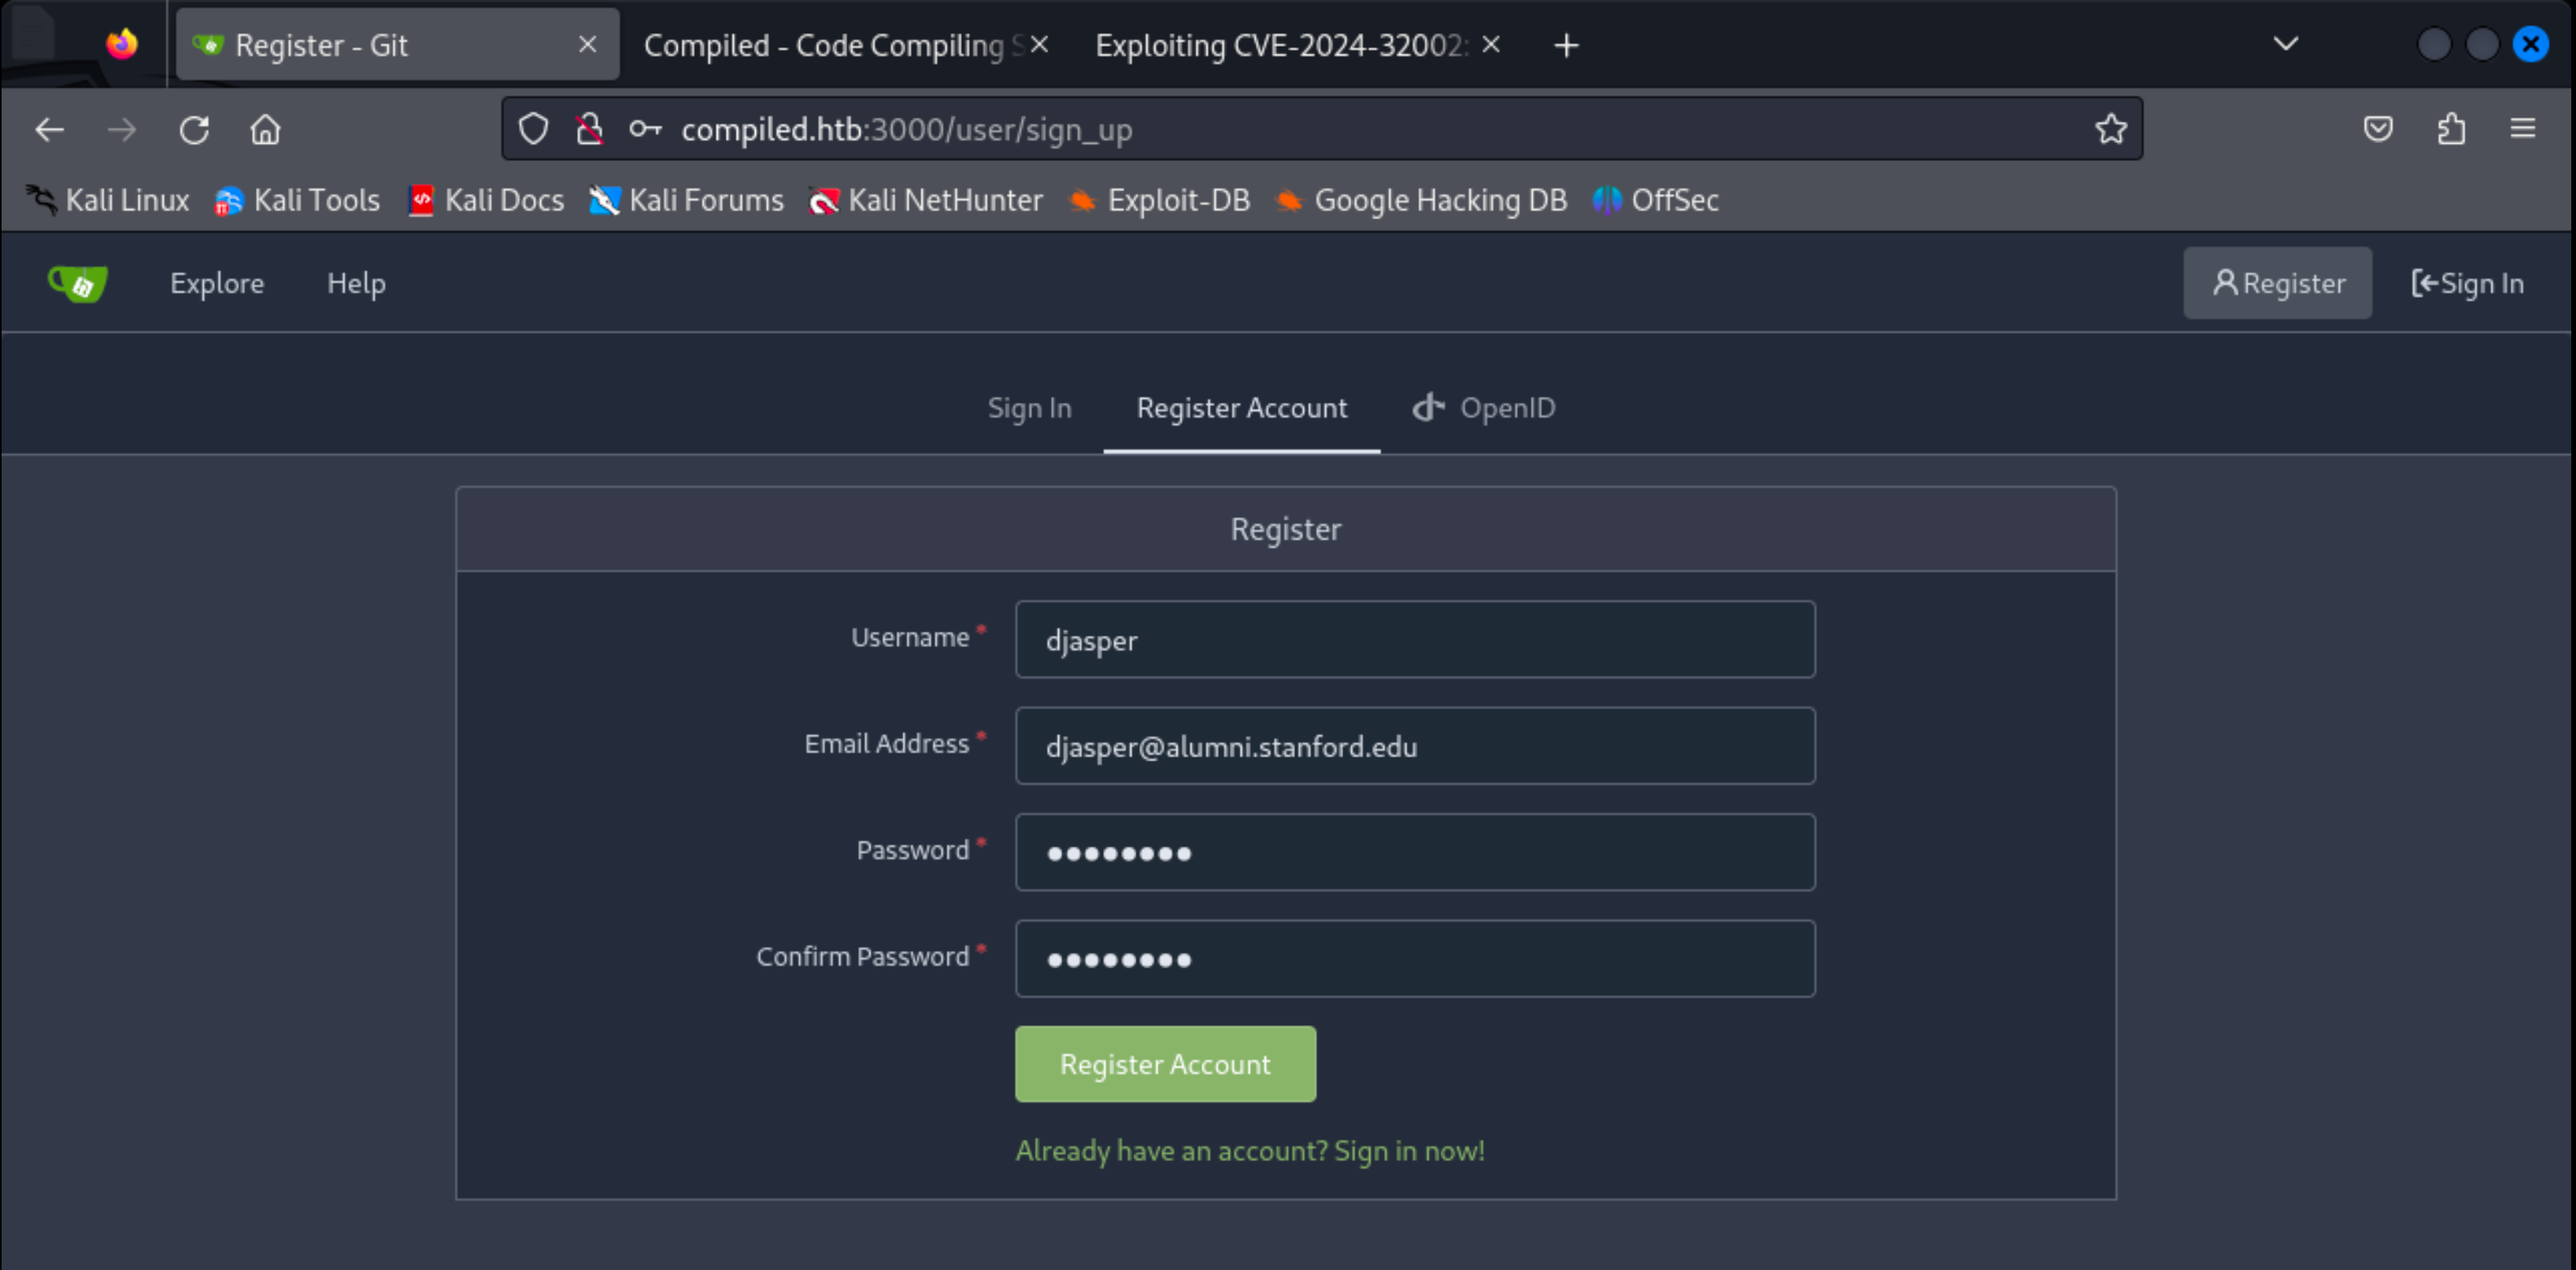 Register - Git
Compiled - Code Compiling S
Exploiting CVE-2024-32002:
compiled.htb:3000/user/sign_up
Kali Linux Kali Tools Kali Docs Kali Forums Kali NetHunter Exploit-DB Google Hacking DB OffSec
Explore Help Register Sign In
Sign In Register Account OpenID
Register
Username * djasper
Email Address * djasper@alumni.stanford.edu
Password * ●●●●●●●●
Confirm Password * ●●●●●●●●
Register Account
Already have an account? Sign in now!